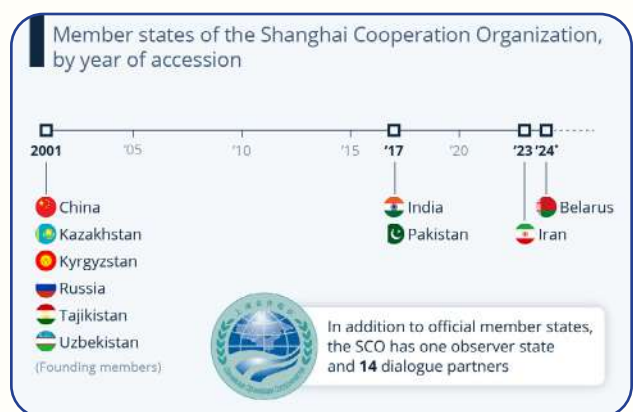 Member states of the Shanghai Cooperation Organization,
by year of accession
2001 '05 '10 '15 '17 '20 '23 '24*
China
Kazakhstan
Kyrgyzstan
Russia
Tajikistan
Uzbekistan
(Founding members)
India
Pakistan
Belarus
Iran
In addition to official member states,
the SCO has one observer state
and 14 dialogue partners